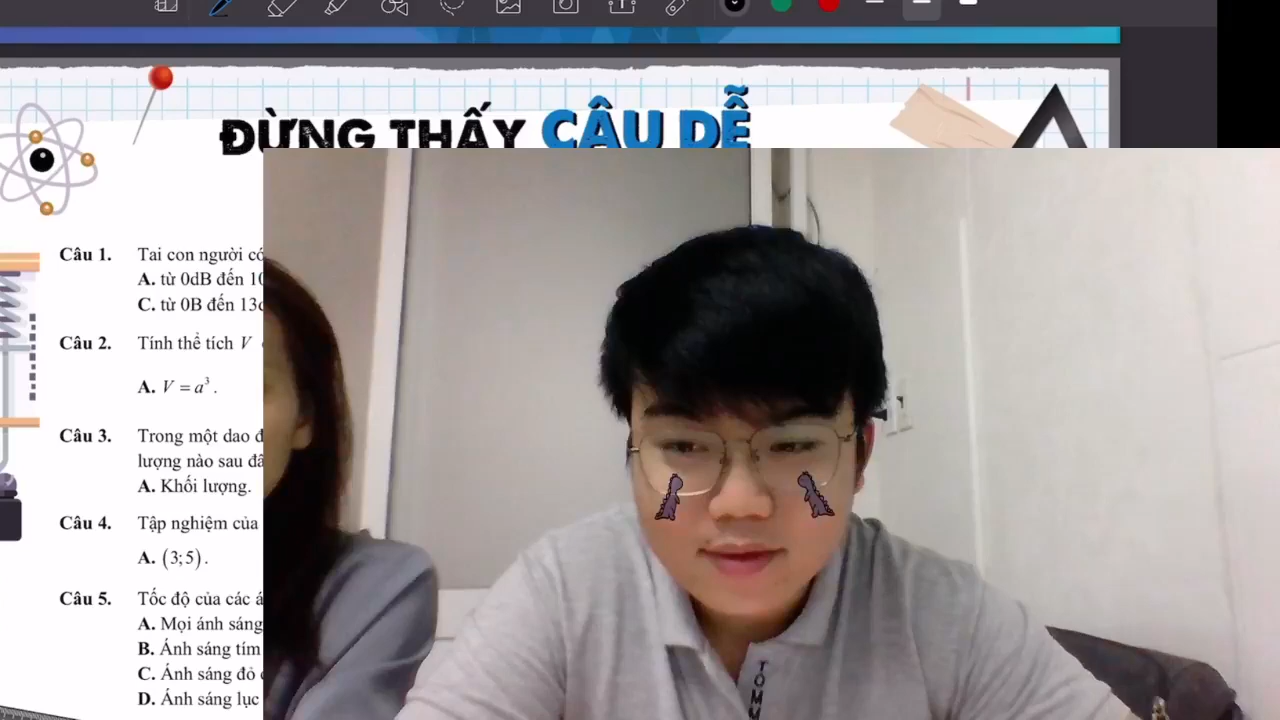 ĐỪNG THẤY CÂU DỄ
Câu 1. Tai con người có
A. từ 0dB đến 10
C. từ 0B đến 13
Câu 2. Tính thể tích V
A. V = a³.
Câu 3. Trong một dao đ
lượng nào sau đâ
A. Khối lượng.
Câu 4. Tập nghiệm của
A. (3;5).
Câu 5. Tốc độ của các á
A. Mọi ánh sáng
B. Ánh sáng tím
C. Ánh sáng đỏ
D. Ánh sáng lục
TOMM